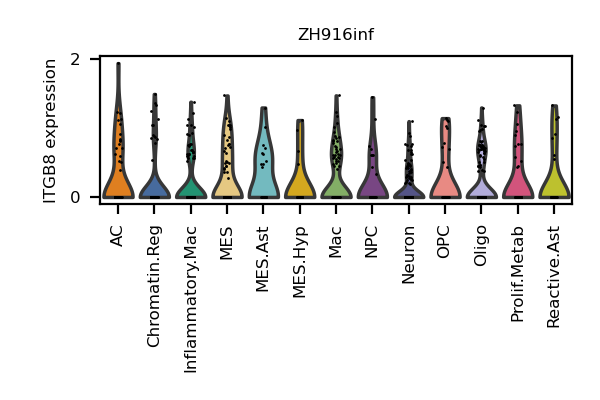 ZH916inf
ITGB8 expression
2
0
AC
Chromatin.Reg
Inflammatory.Mac
MES
MES.Ast
MES.Hyp
Mac
NPC
Neuron
OPC
Oligo
Prolif.Metab
Reactive.Ast